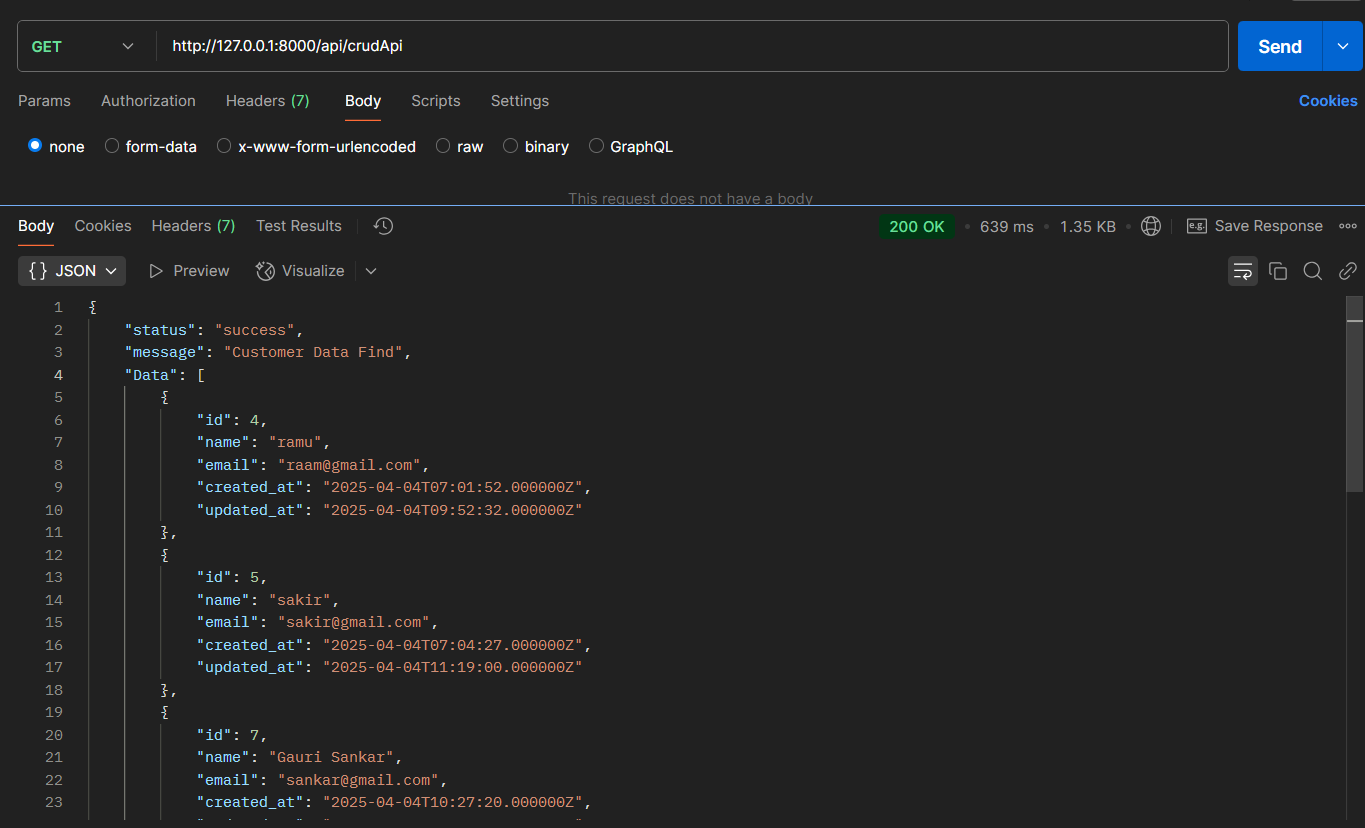 GET http://127.0.0.1:8000/api/crudApi Send
Params Authorization Headers (7) Body Scripts Settings Cookies
none form-data x-www-form-urlencoded raw binary GraphQL
This request does not have a body
Body Cookies Headers (7) Test Results 200 OK • 639 ms • 1.35 KB • e.g. Save Response
{} JSON Preview Visualize
1 {
2 "status": "success",
3 "message": "Customer Data Find",
4 "Data": [
5 {
6 "id": 4,
7 "name": "ramu",
8 "email": "raam@gmail.com",
9 "created_at": "2025-04-04T07:01:52.000000Z",
10 "updated_at": "2025-04-04T09:52:32.000000Z"
11 },
12 {
13 "id": 5,
14 "name": "sakir",
15 "email": "sakir@gmail.com",
16 "created_at": "2025-04-04T07:04:27.000000Z",
17 "updated_at": "2025-04-04T11:19:00.000000Z"
18 },
19 {
20 "id": 7,
21 "name": "Gauri Sankar",
22 "email": "sankar@gmail.com",
23 "created_at": "2025-04-04T10:27:20.000000Z",